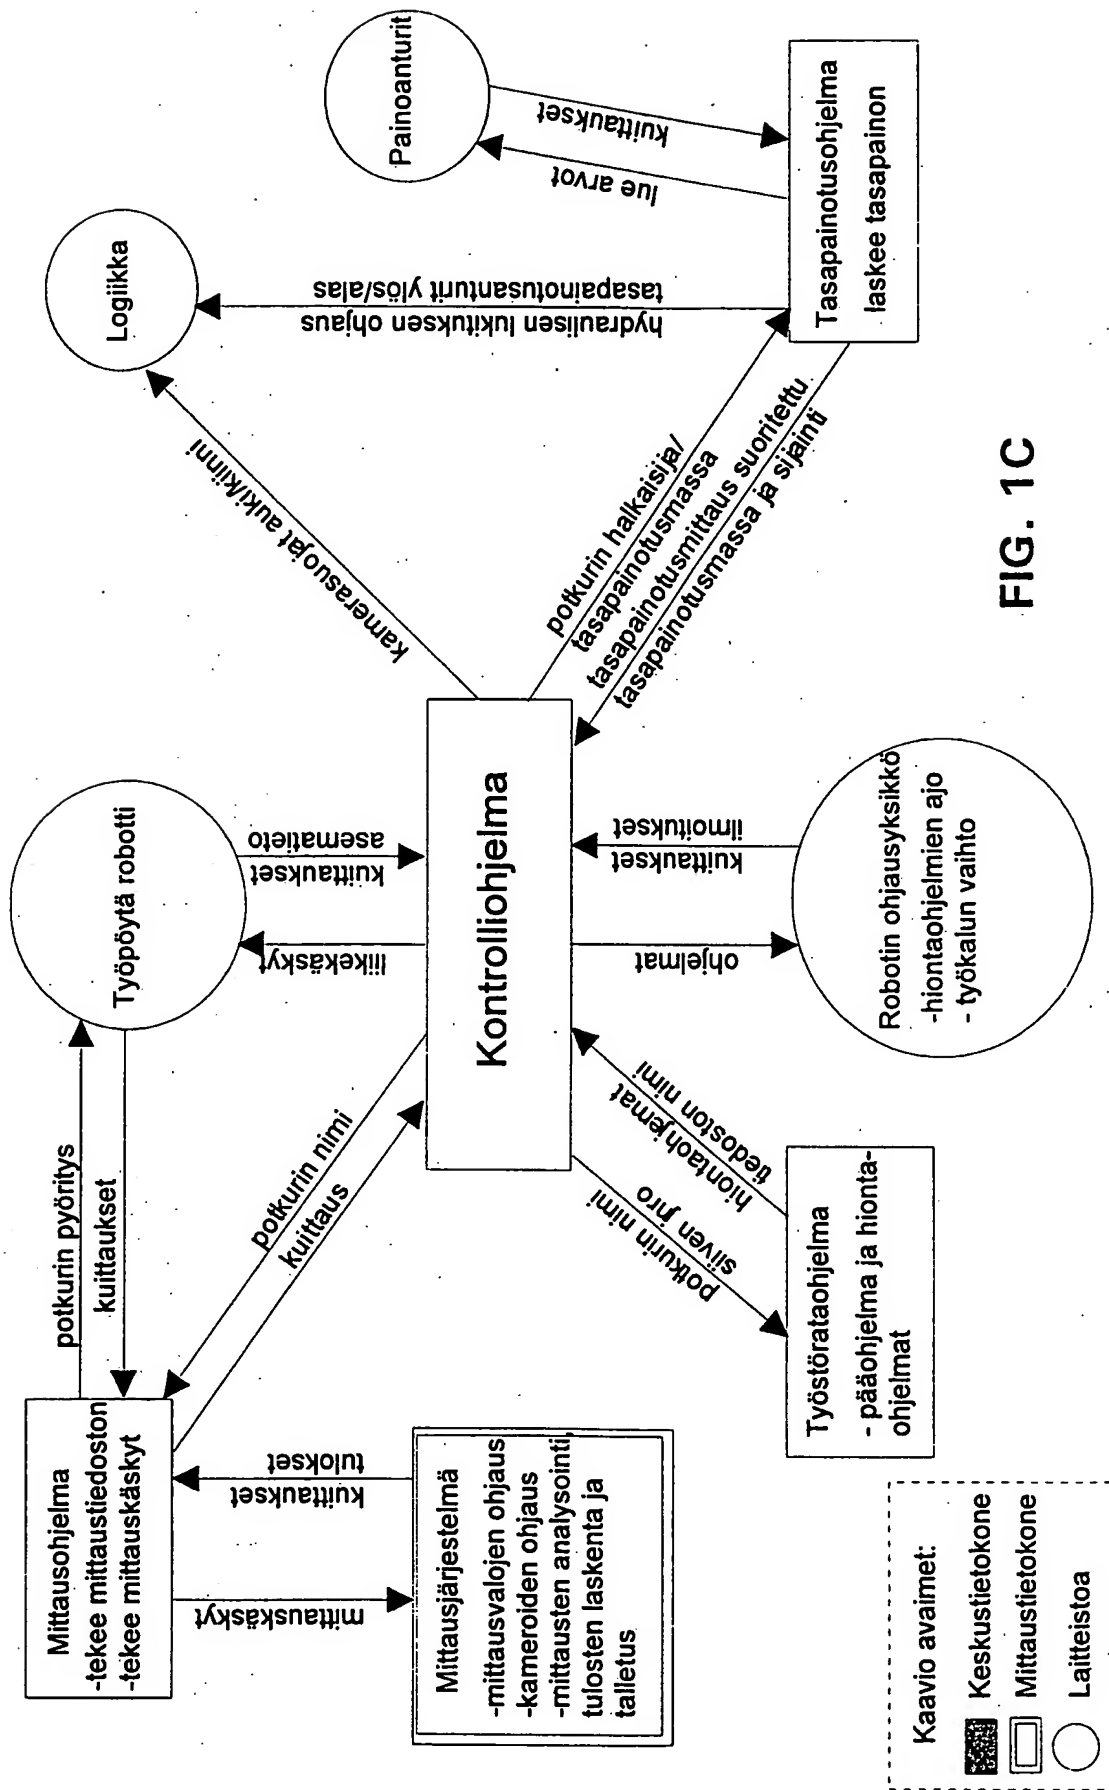 Mittausohjelma
-tekee mittaustiedoston
-tekee mittauskäskyt
potkurin pyöritys
kuittaukset
Työpöytä robotti
Logiikka
Painoanturit
mittauskäskyt
kuittaukset
tulokset
potkurin nimi
kuittaus
liikekäskyt
kuittaukset
asematieto
kamerasuojat auki/kiinni
hydraulisen lukituksen ohjaus
tasapainotusanturit ylös/alas
lue arvot
kuittaukset
Mittausjärjestelmä
-mittausvalojen ohjaus
-kameroiden ohjaus
-mittausten analysointi,
tulosten laskenta ja
talletus
Kontrolliohjelma
potkurin halkaisija/
tasapainotusmassa
tasapainotusmittaus suoritettu
tasapainotusmassa ja sijainti
Tasapainotusohjelma
laskee tasapainon
potkurin nimi
siiven jnro
hiontaohjemat
tiedoston nimi
ohjelmat
kuittaukset
ilmoitukset
Työstörataohjelma
- pääohjelma ja hionta-
ohjelmat
Robotin ohjausyksikkö
-hiontaohjelmien ajo
- työkalun vaihto
Kaavio avaimet:
Keskustietokone
Mittaustietokone
Laitteistoa
FIG. 1C